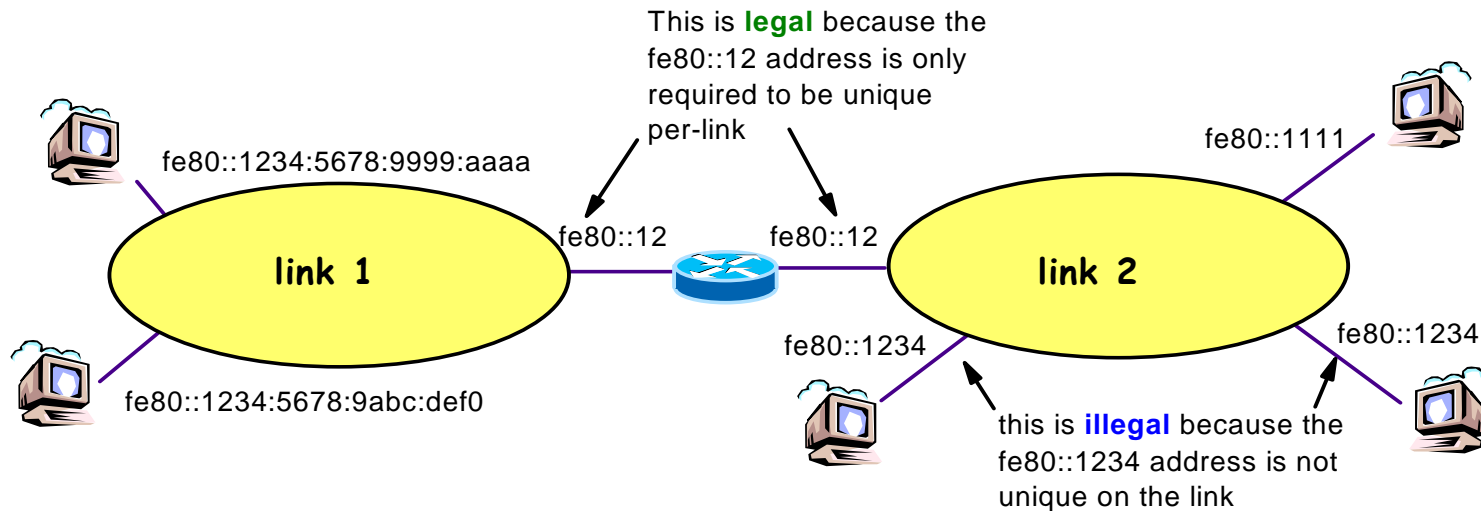 This is legal because the
fe80::12 address is only
required to be unique
per-link
fe80::1111
fe80::1234:5678:9999:aaaa
fe80::12
fe80::12
link 1
link 2
fe80::1234
fe80::1234
fe80::1234:5678:9abc:def0
this is illegal because the
fe80::1234 address is not
unique on the link